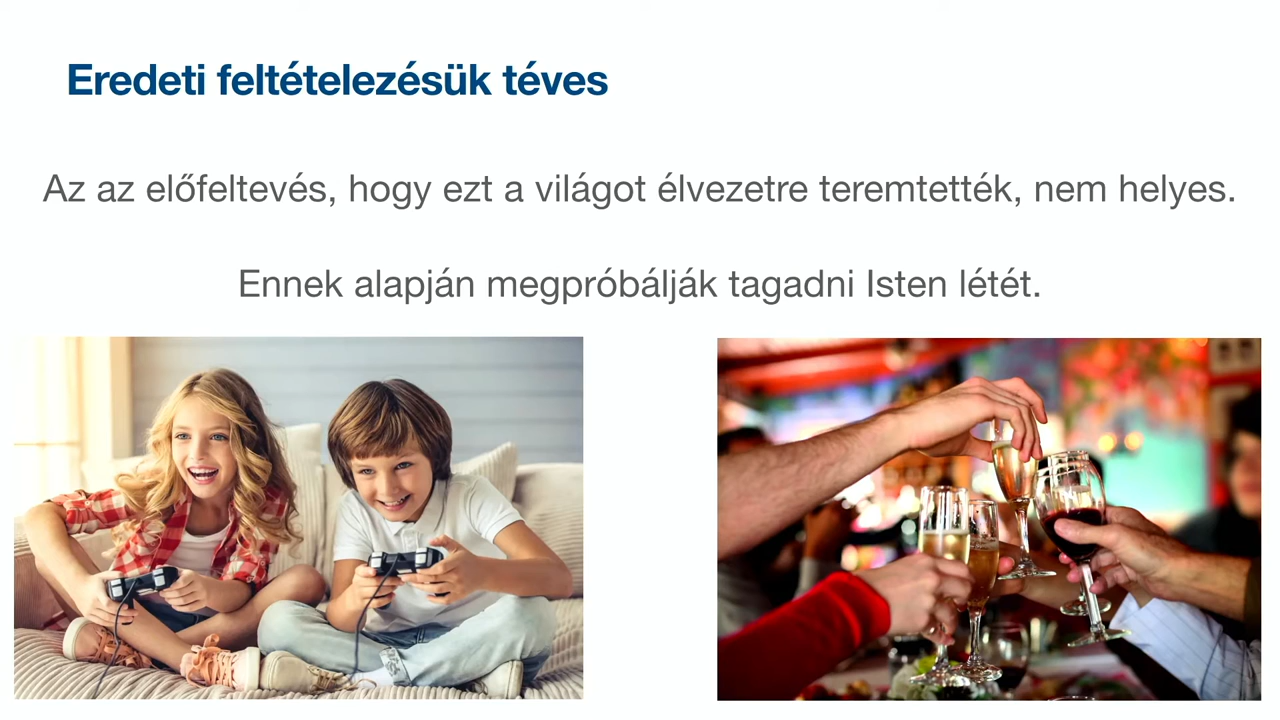 Eredeti feltételezésük téves
Az az előfeltevés, hogy ezt a világot élvezetre teremtették, nem helyes.
Ennek alapján megpróbálják tagadni Isten létét.